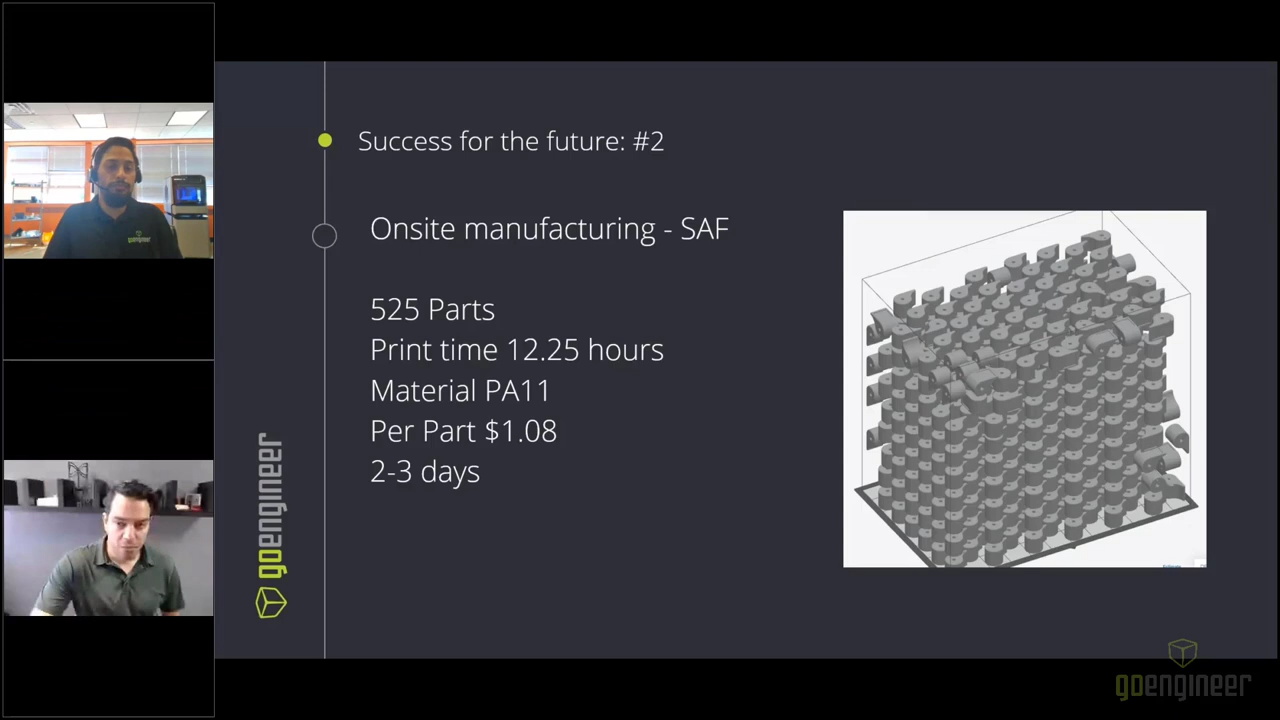 Success for the future: #2
Onsite manufacturing - SAF
525 Parts
Print time 12.25 hours
Material PA11
Per Part $1.08
2-3 days
goengineer
goengineer
goengineer